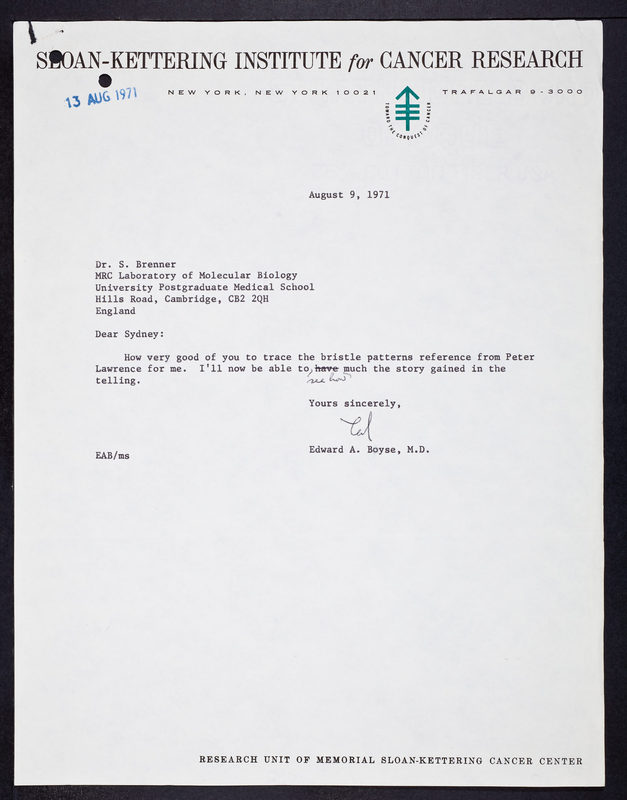 SLOAN-KETTERING INSTITUTE for CANCER RESEARCH
13 AUG 1971
NEW YORK, NEW YORK 10021
TRAFALGAR 9-3000
TOWARD THE CONQUEST OF CANCER
August 9, 1971
Dr. S. Brenner
MRC Laboratory of Molecular Biology
University Postgraduate Medical School
Hills Road, Cambridge, CB2 2QH
England
Dear Sydney:
How very good of you to trace the bristle patterns reference from Peter
Lawrence for me. I'll now be able to have much the story gained in the
see how
telling.
Yours sincerely,
Edward A. Boyse, M.D.
EAB/ms
RESEARCH UNIT OF MEMORIAL SLOAN-KETTERING CANCER CENTER